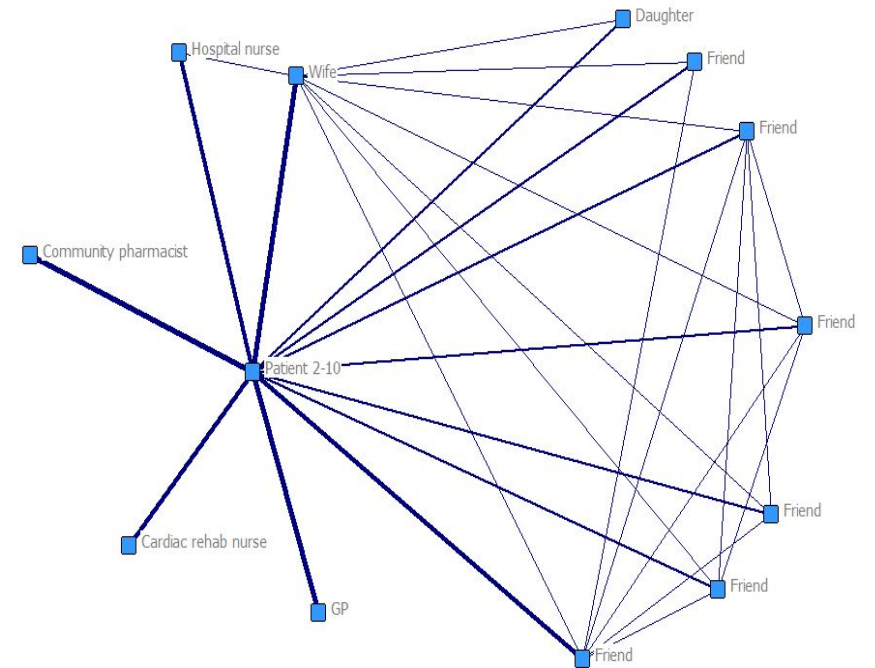 Daughter
Hospital nurse
Friend
Wife
Friend
Community pharmacist
Friend
Patient 2-10
Friend
Cardiac rehab nurse
Friend
GP
Friend